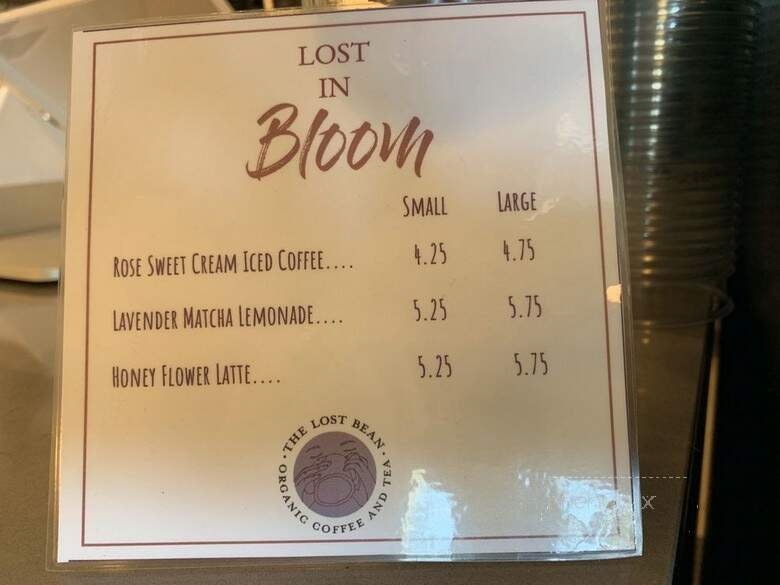 LOST
IN
Bloom
SMALL LARGE
ROSE SWEET CREAM ICED COFFEE.... 4.25 4.75
LAVENDER MATCHA LEMONADE.... 5.25 5.75
HONEY FLOWER LATTE.... 5.25 5.75
· THE LOST BEAN ·
ORGANIC COFFEE AND TEA